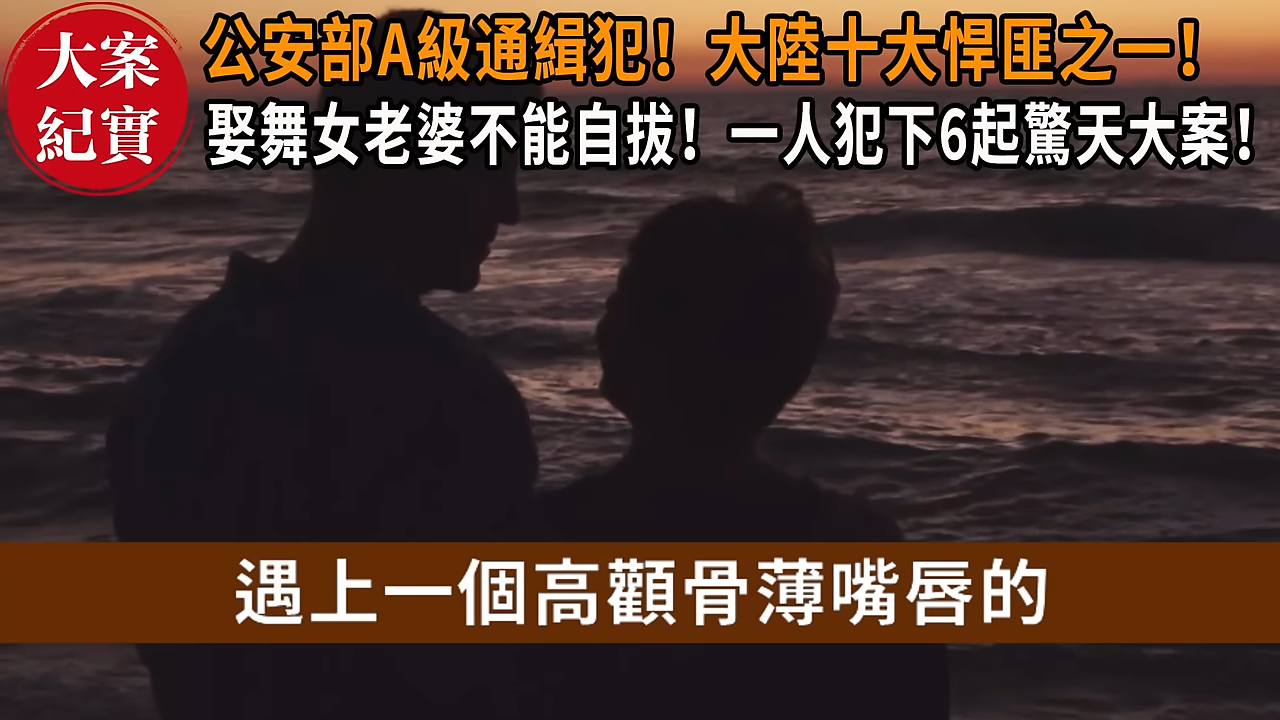 大案
紀實
公安部A級通緝犯！大陸十大悍匪之一！
娶舞女老婆不能自拔！一人犯下6起驚天大案！
遇上一個高顴骨薄嘴唇的